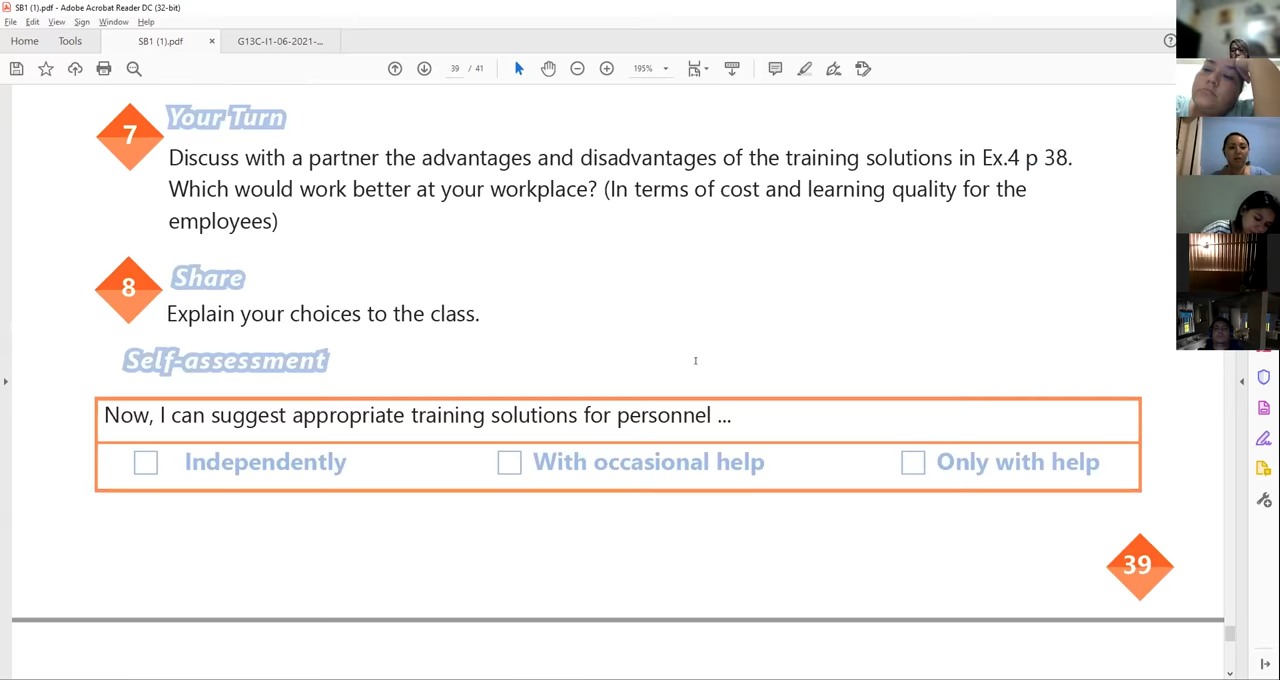 SB1 (1).pdf - Adobe Acrobat Reader DC (32-bit)
File Edit View Sign Window Help
Home Tools SB1 (1).pdf × G13C-I1-06-2021-...
39 / 41 195%
7 Your Turn
Discuss with a partner the advantages and disadvantages of the training solutions in Ex.4 p 38.
Which would work better at your workplace? (In terms of cost and learning quality for the
employees)
8 Share
Explain your choices to the class.
Self-assessment
Now, I can suggest appropriate training solutions for personnel ...
Independently With occasional help Only with help
39